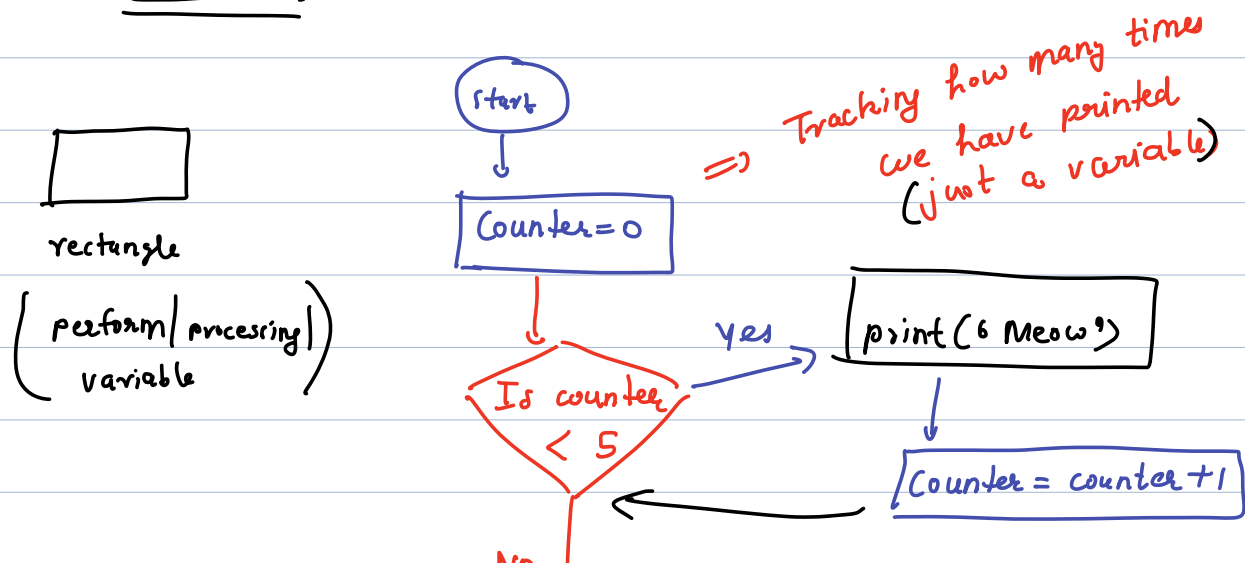 start
=> Tracking how many times
we have printed
(just a variable)
Counter = 0
rectangle
(perform | processing |
variable)
Is counter
< 5
yes
print('Meow')
Counter = counter + 1
No